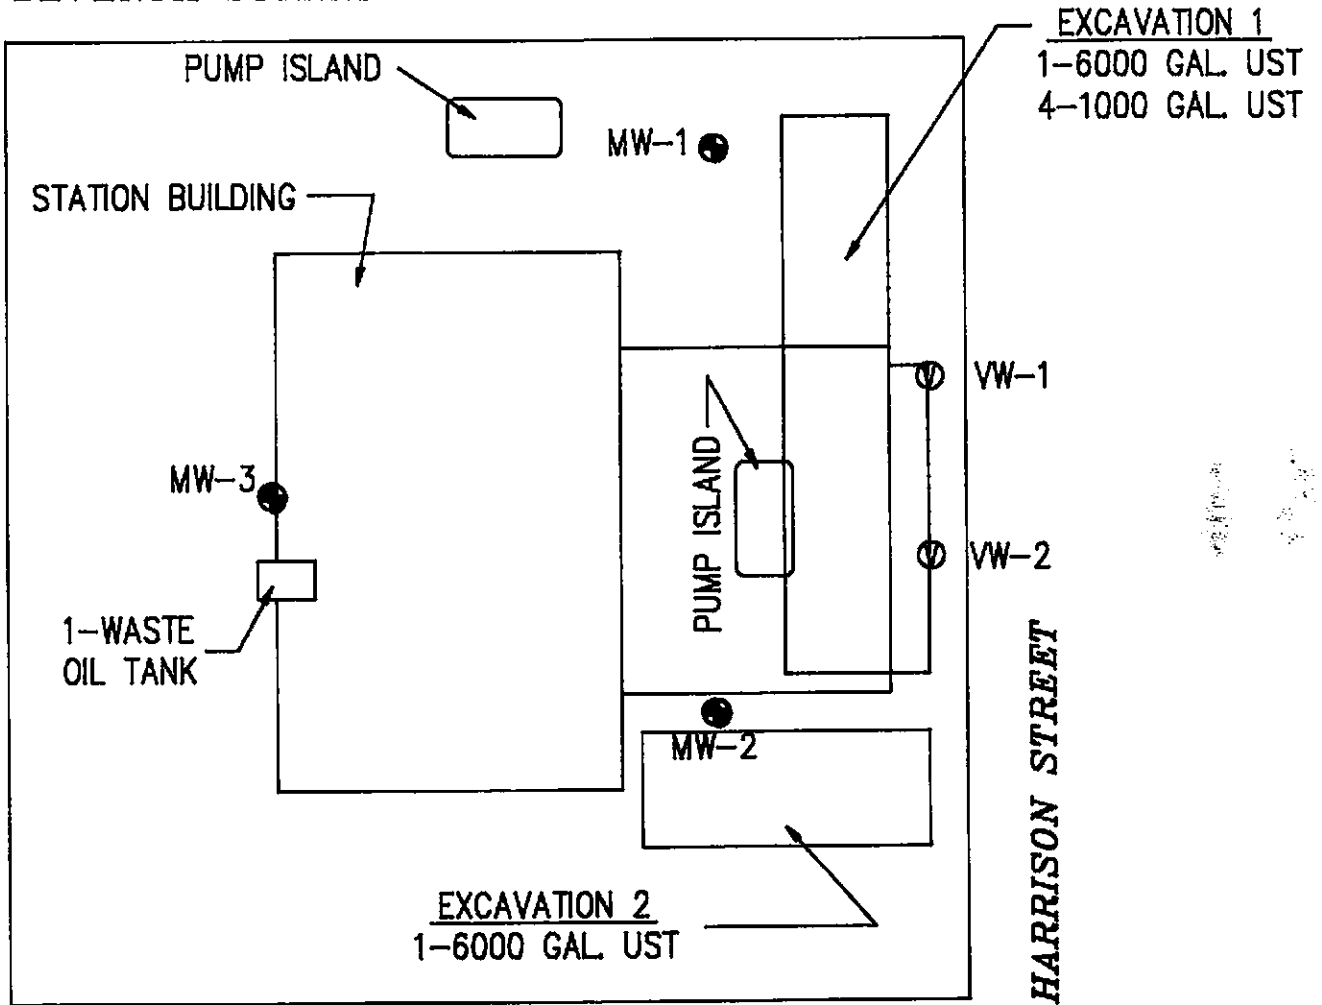 EXCAVATION 1
1-6000 GAL. UST
4-1000 GAL. UST
PUMP ISLAND
MW-1
STATION BUILDING
VW-1
MW-3
PUMP ISLAND
VW-2
1-WASTE
OIL TANK
MW-2
HARRISON STREET
EXCAVATION 2
1-6000 GAL. UST